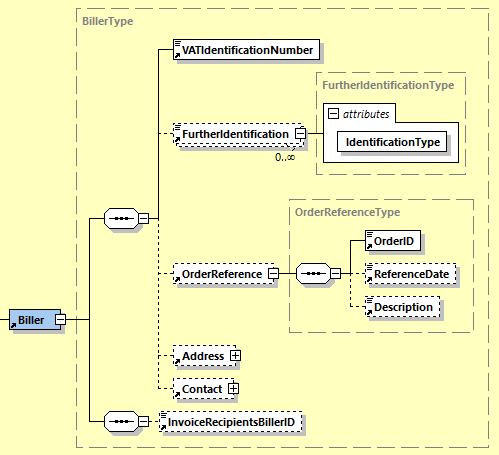 BillerType
VATIdentificationNumber
FurtherIdentificationType
attributes
FurtherIdentification
IdentificationType
0..∞
OrderReferenceType
OrderID
OrderReference
ReferenceDate
Description
Biller
Address
Contact
InvoiceRecipientsBillerID